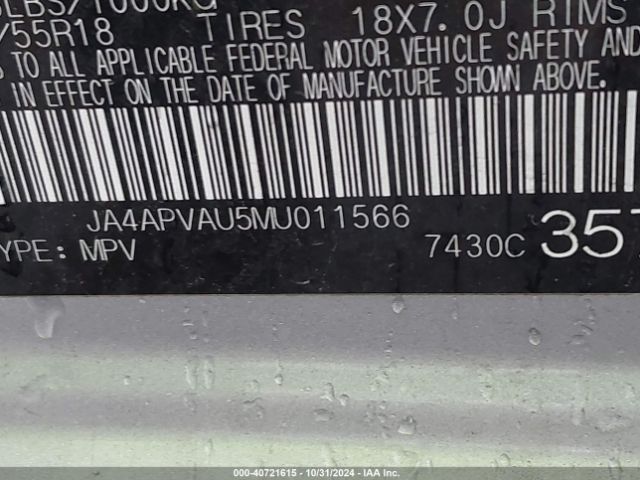 /55R18 TIRES 18X7.0J RIMS
TO ALL APPLICABLE FEDERAL MOTOR VEHICLE SAFETY AND
IN EFFECT ON THE DATE OF MANUFACTURE SHOWN ABOVE.
JA4APVAU5MU011566
YPE: MPV 7430C 35
000-40721615 | 10/31/2024 | IAA Inc.